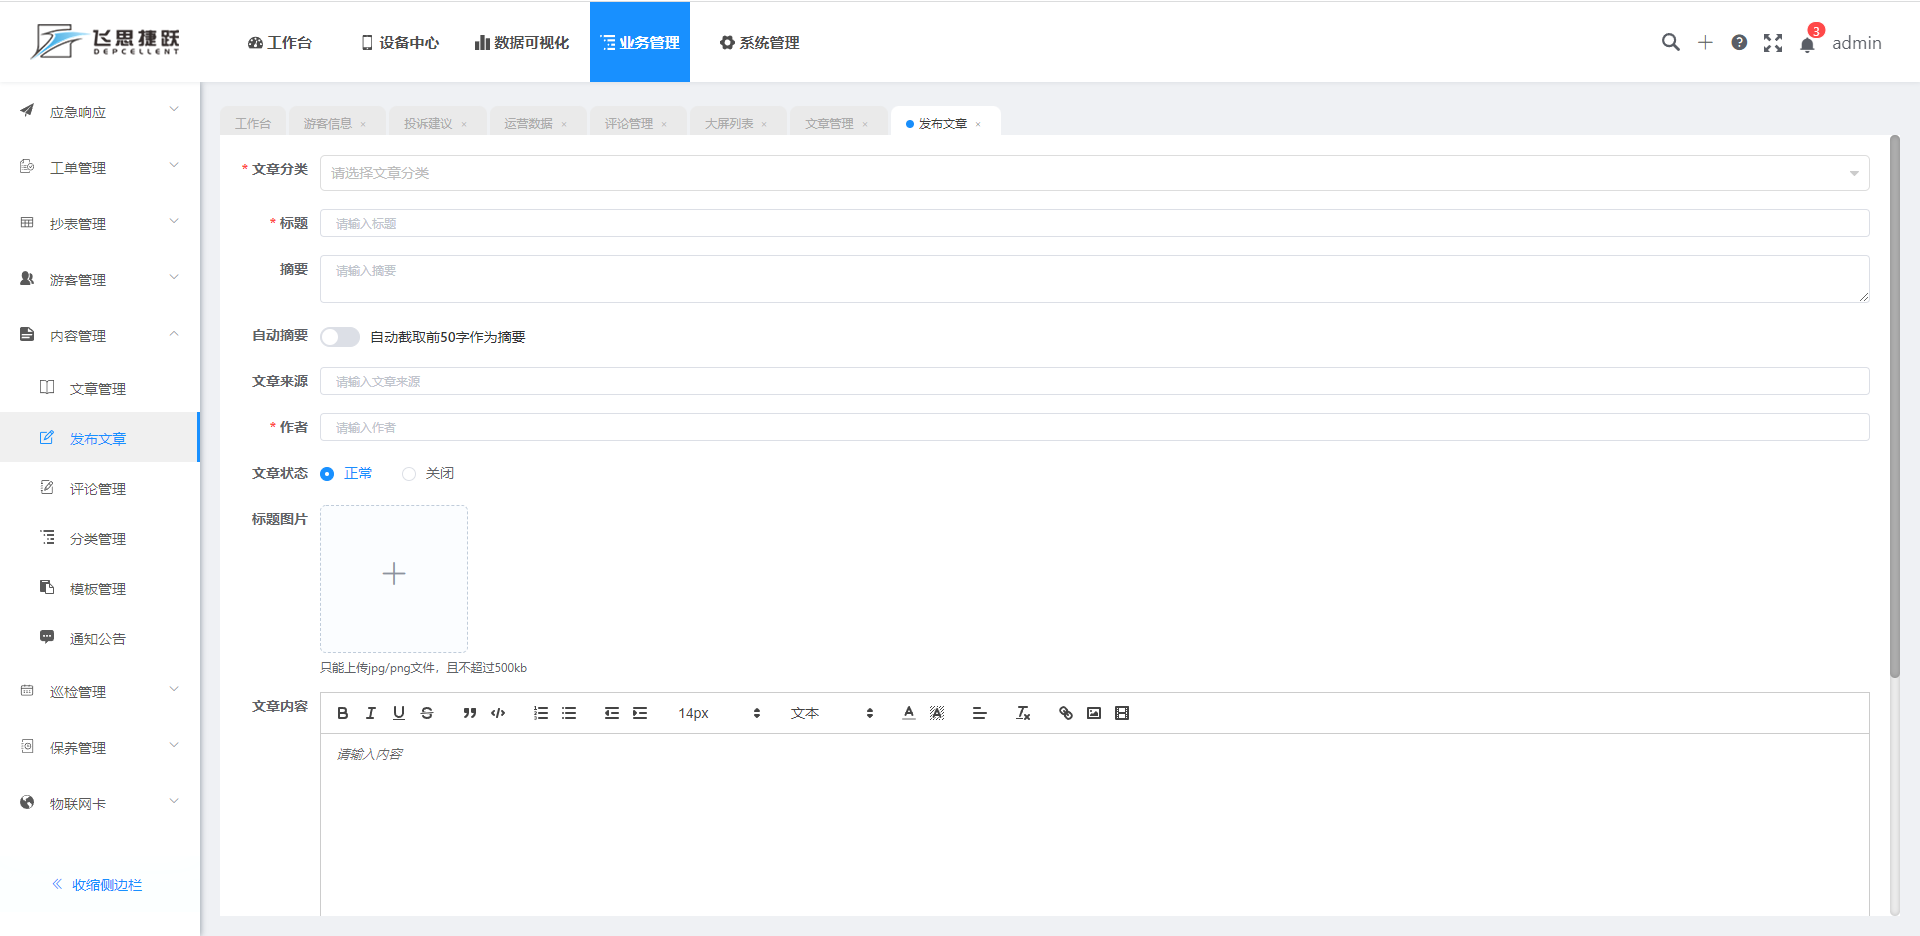 飞思捷跃
DEPCELLENT
工作台
设备中心
数据可视化
业务管理
系统管理
3
admin
应急响应
工单管理
抄表管理
游客管理
内容管理
文章管理
发布文章
评论管理
分类管理
模板管理
通知公告
巡检管理
保养管理
物联网卡
收缩侧边栏
工作台
游客信息 ×
投诉建议 ×
运营数据 ×
评论管理 ×
大屏列表 ×
文章管理 ×
发布文章 ×
* 文章分类
请选择文章分类
* 标题
请输入标题
摘要
请输入摘要
自动摘要
自动截取前50字作为摘要
文章来源
请输入文章来源
* 作者
请输入作者
文章状态
正常
关闭
标题图片
只能上传jpg/png文件，且不超过500kb
文章内容
14px
文本
请输入内容